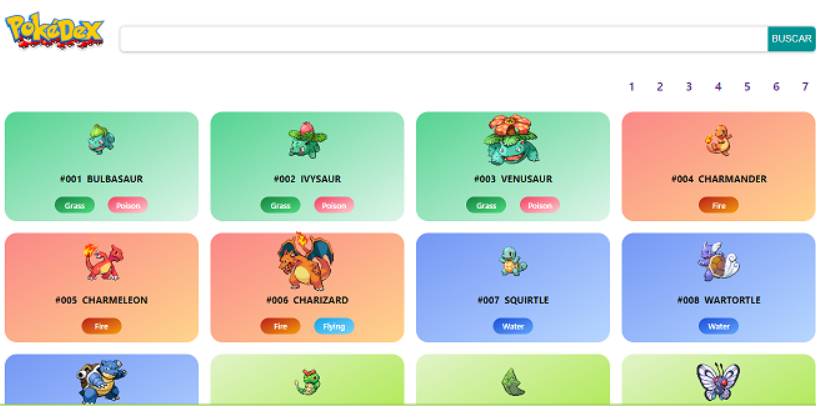 PokéDex
BUSCAR
1 2 3 4 5 6 7
#001 BULBASAUR
Grass Poison
#002 IVYSAUR
Grass Poison
#003 VENUSAUR
Grass Poison
#004 CHARMANDER
Fire
#005 CHARMELEON
Fire
#006 CHARIZARD
Fire Flying
#007 SQUIRTLE
Water
#008 WARTORTLE
Water